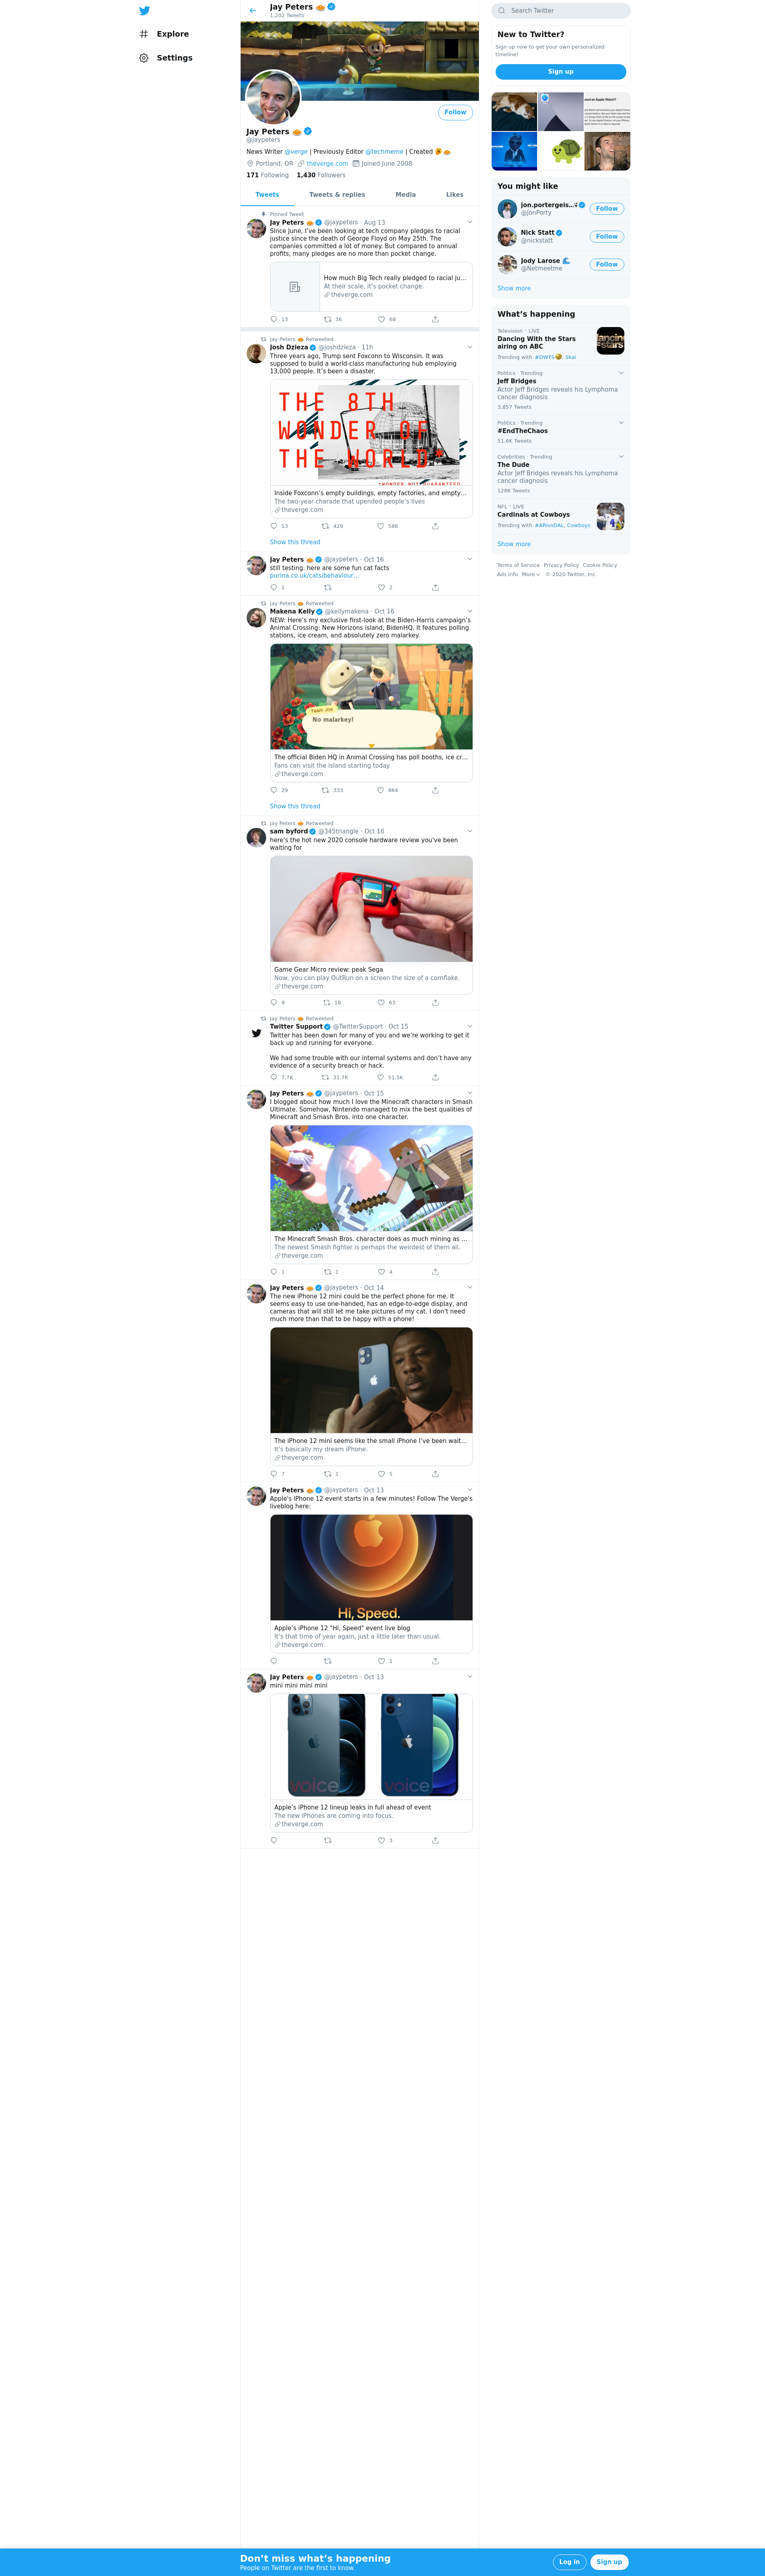 Explore
Settings
Jay Peters
1,202 Tweets
Follow
Jay Peters
@jaypeters
News Writer @verge | Previously Editor @techmeme | Created
Portland, OR theverge.com Joined June 2008
171 Following 1,430 Followers
Tweets Tweets & replies Media Likes
Pinned Tweet
Jay Peters @jaypeters · Aug 13
Since June, I've been looking at tech company pledges to racial
justice since the death of George Floyd on May 25th. The
companies committed a lot of money. But compared to annual
profits, many pledges are no more than pocket change.
How much Big Tech really pledged to racial ju...
At their scale, it's pocket change.
theverge.com
13 36 68
Jay Peters Retweeted
Josh Dzieza @joshdzieza · 11h
Three years ago, Trump sent Foxconn to Wisconsin. It was
supposed to build a world-class manufacturing hub employing
13,000 people. It's been a disaster.
THE 8TH
WONDER OF
THE WORLD*
*WONDER NOT GUARANTEED
Inside Foxconn's empty buildings, empty factories, and empty...
The two-year charade that upended people's lives
theverge.com
13 429 586
Show this thread
Jay Peters @jaypeters · Oct 16
still testing. here are some fun cat facts
purina.co.uk/cats/behaviour...
1 2
Jay Peters Retweeted
Makena Kelly @kellymakena · Oct 16
NEW: Here's my exclusive first-look at the Biden-Harris campaign's
Animal Crossing: New Horizons island, BidenHQ. It features polling
stations, ice cream, and absolutely zero malarkey.
Team Joe
No malarkey!
The official Biden HQ in Animal Crossing has poll booths, ice cr...
Fans can visit the island starting today.
theverge.com
29 333 864
Show this thread
Jay Peters Retweeted
sam byford @345triangle · Oct 16
here's the hot new 2020 console hardware review you've been
waiting for
Game Gear Micro review: peak Sega
Now, you can play OutRun on a screen the size of a cornflake.
theverge.com
9 18 63
Jay Peters Retweeted
Twitter Support @TwitterSupport · Oct 15
Twitter has been down for many of you and we're working to get it
back up and running for everyone.
We had some trouble with our internal systems and don't have any
evidence of a security breach or hack.
7.7K 31.7K 51.5K
Jay Peters @jaypeters · Oct 15
I blogged about how much I love the Minecraft characters in Smash
Ultimate. Somehow, Nintendo managed to mix the best qualities of
Minecraft and Smash Bros. into one character.
The Minecraft Smash Bros. character does as much mining as ...
The newest Smash fighter is perhaps the weirdest of them all.
theverge.com
1 1 4
Jay Peters @jaypeters · Oct 14
The new iPhone 12 mini could be the perfect phone for me. It
seems easy to use one-handed, has an edge-to-edge display, and
cameras that will still let me take pictures of my cat. I don't need
much more than that to be happy with a phone!
The iPhone 12 mini seems like the small iPhone I've been wait...
It's basically my dream iPhone.
theverge.com
7 1 5
Jay Peters @jaypeters · Oct 13
Apple's iPhone 12 event starts in a few minutes! Follow The Verge's
liveblog here:
Hi, Speed.
Apple's iPhone 12 "Hi, Speed" event live blog
It's that time of year again, just a little later than usual.
theverge.com
1
Jay Peters @jaypeters · Oct 13
mini mini mini mini
voice voice
Apple's iPhone 12 lineup leaks in full ahead of event
The new iPhones are coming into focus.
theverge.com
3
Search Twitter
New to Twitter?
Sign up now to get your own personalized
timeline!
Sign up
You might like
jon.portergeis...
@JonPorty
Follow
Nick Statt
@nickstatt
Follow
Jody Larose
@Netmeetme
Follow
Show more
What's happening
Television · LIVE
Dancing With the Stars
airing on ABC
Trending with #DWTS, Skai
Politics · Trending
Jeff Bridges
Actor Jeff Bridges reveals his Lymphoma
cancer diagnosis
3,857 Tweets
Politics · Trending
#EndTheChaos
51.6K Tweets
Celebrities · Trending
The Dude
Actor Jeff Bridges reveals his Lymphoma
cancer diagnosis
128K Tweets
NFL · LIVE
Cardinals at Cowboys
Trending with #ARIvsDAL, Cowboys
Show more
Terms of Service Privacy Policy Cookie Policy
Ads info More © 2020 Twitter, Inc.
Don't miss what's happening
People on Twitter are the first to know.
Log in Sign up